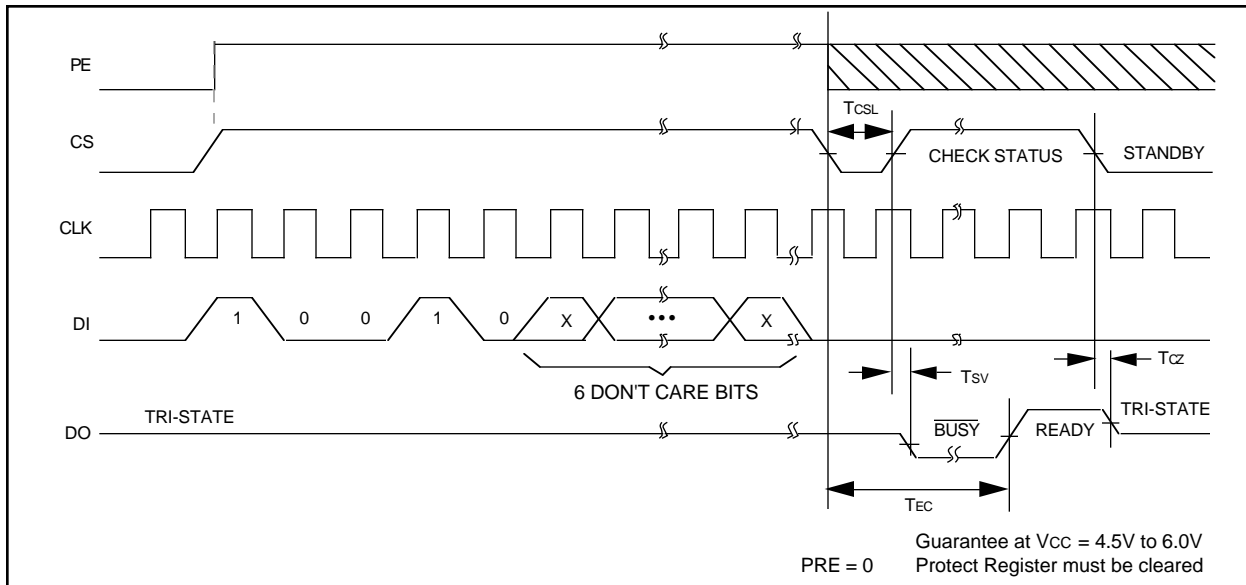 PE
TCSL
CS
CHECK STATUS STANDBY
CLK
DI
1 0 0 1 0 X ••• X
TCZ
TSV
6 DON'T CARE BITS
TRI-STATE
TRI-STATE
DO
BUSY READY
TEC
Guarantee at VCC = 4.5V to 6.0V
PRE = 0 Protect Register must be cleared